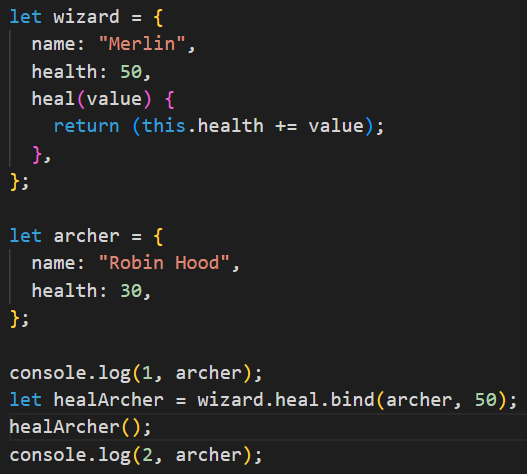 let wizard = {
  name: "Merlin",
  health: 50,
  heal(value) {
    return (this.health += value);
  },
};

let archer = {
  name: "Robin Hood",
  health: 30,
};

console.log(1, archer);
let healArcher = wizard.heal.bind(archer, 50);
healArcher();
console.log(2, archer);